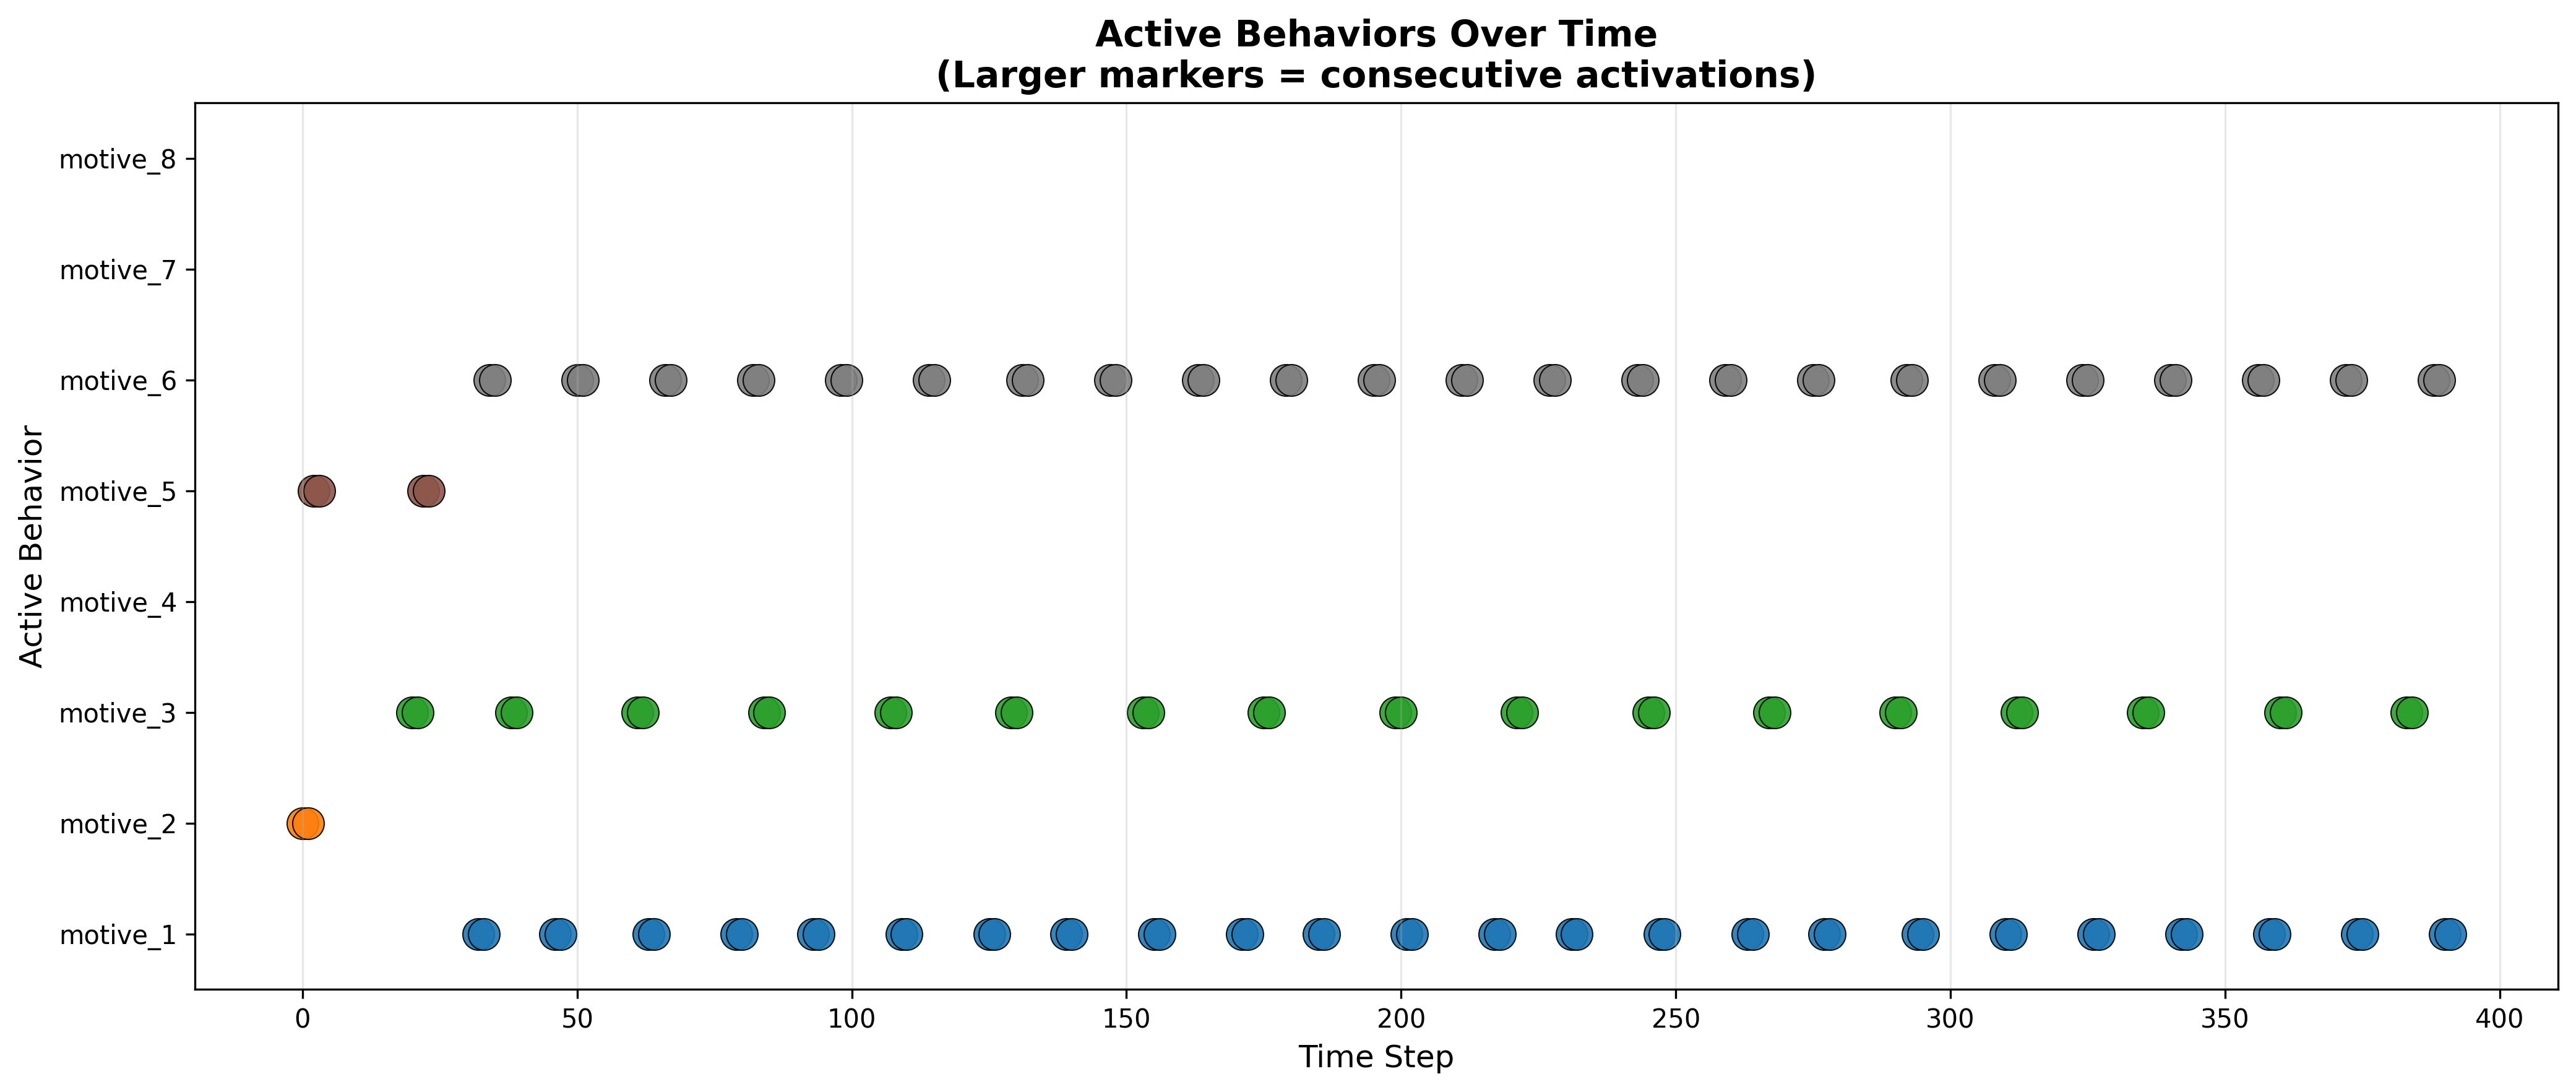 Active Behaviors Over Time
(Larger markers = consecutive activations)
Active Behavior
motive_8
motive_7
motive_6
motive_5
motive_4
motive_3
motive_2
motive_1
0 50 100 150 200 250 300 350 400
Time Step